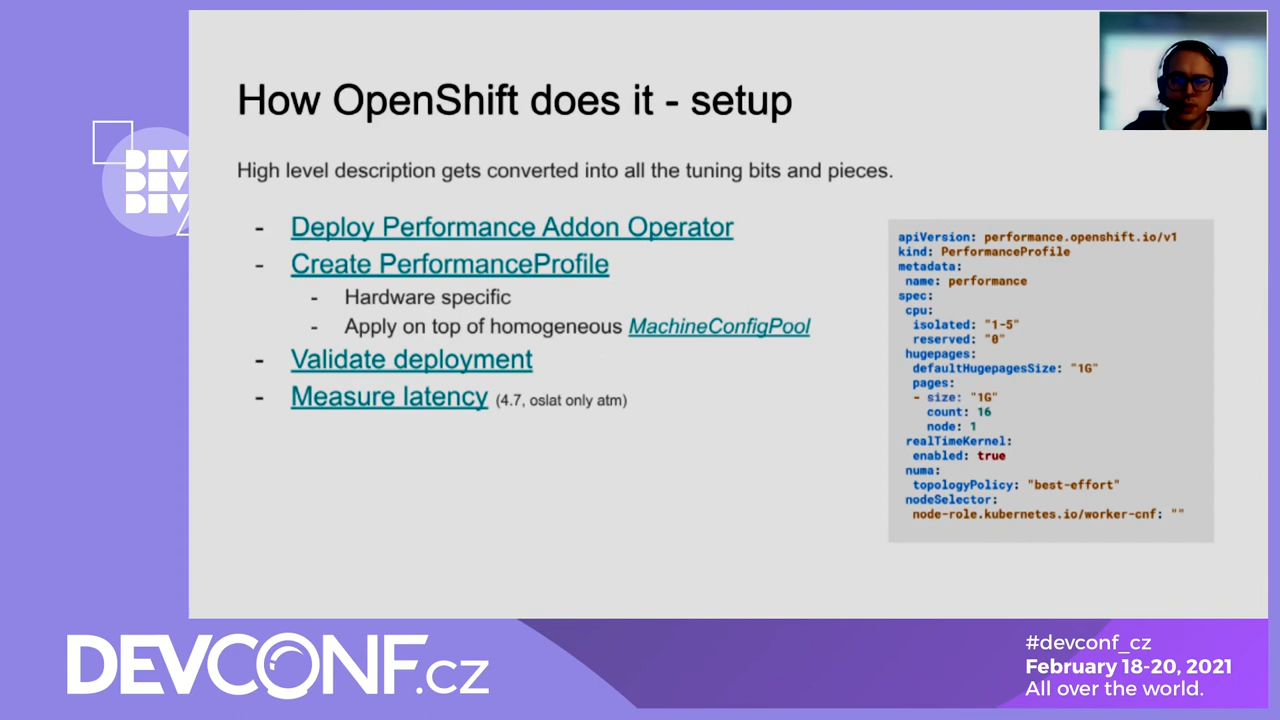 How OpenShift does it - setup
High level description gets converted into all the tuning bits and pieces.
- Deploy Performance Addon Operator
- Create PerformanceProfile
- Hardware specific
- Apply on top of homogeneous MachineConfigPool
- Validate deployment
- Measure latency (4.7, oslat only atm)
apiVersion: performance.openshift.io/v1
kind: PerformanceProfile
metadata:
name: performance
spec:
cpu:
isolated: "1-5"
reserved: "0"
hugepages:
defaultHugepagesSize: "1G"
pages:
- size: "1G"
count: 16
node: 1
realTimeKernel:
enabled: true
numa:
topologyPolicy: "best-effort"
nodeSelector:
node-role.kubernetes.io/worker-cnf: ""
DEV
DEV
DEV
DEVCONF.cz
#devconf_cz
February 18-20, 2021
All over the world.